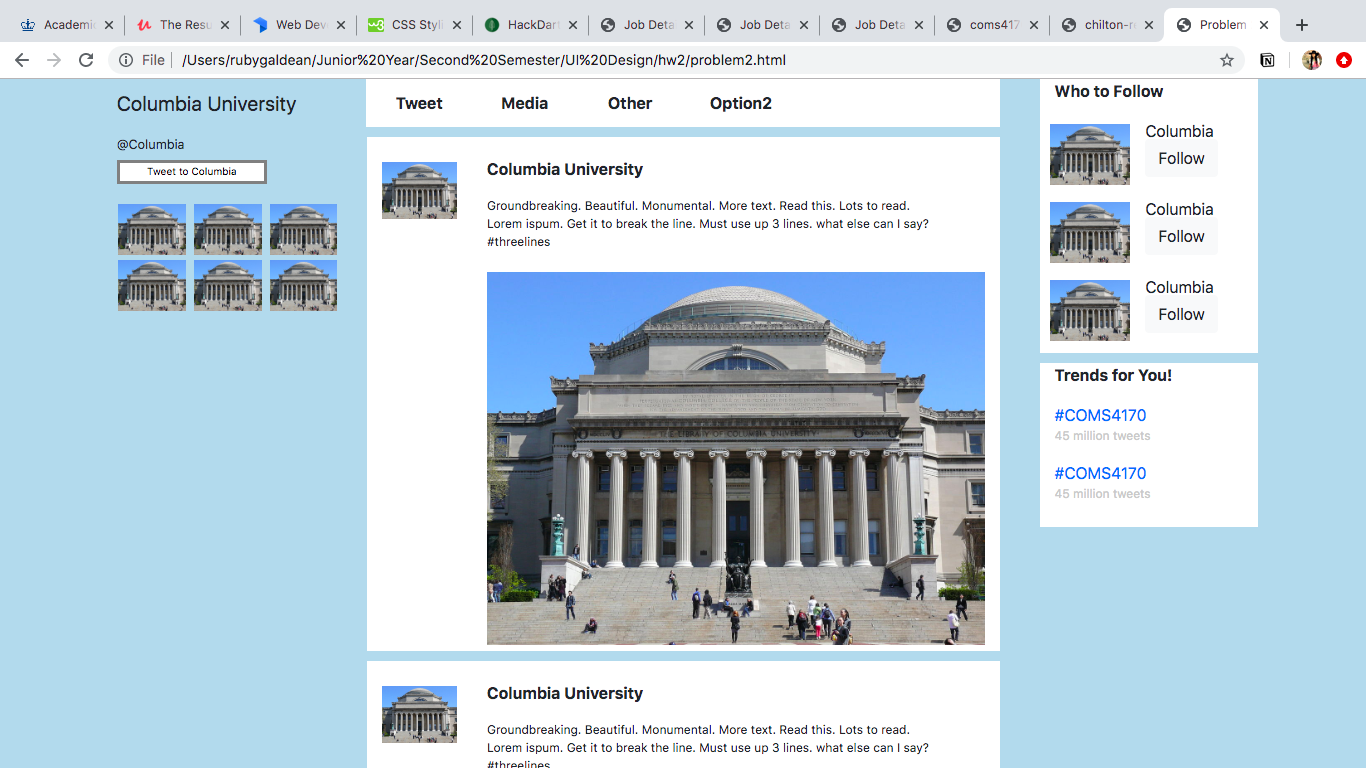 Academic
The Resu
Web Dev
CSS Styli
HackDart
Job Deta
Job Deta
Job Deta
coms417
chilton-re
Problem
File
/Users/rubygaldean/Junior%20Year/Second%20Semester/UI%20Design/hw2/problem2.html
Columbia University
@Columbia
Tweet to Columbia
Tweet Media Other Option2
Columbia University
Groundbreaking. Beautiful. Monumental. More text. Read this. Lots to read.
Lorem ispum. Get it to break the line. Must use up 3 lines. what else can I say?
#threelines
Columbia University
Groundbreaking. Beautiful. Monumental. More text. Read this. Lots to read.
Lorem ispum. Get it to break the line. Must use up 3 lines. what else can I say?
#threelines
Who to Follow
Columbia
Follow
Columbia
Follow
Columbia
Follow
Trends for You!
#COMS4170
45 million tweets
#COMS4170
45 million tweets